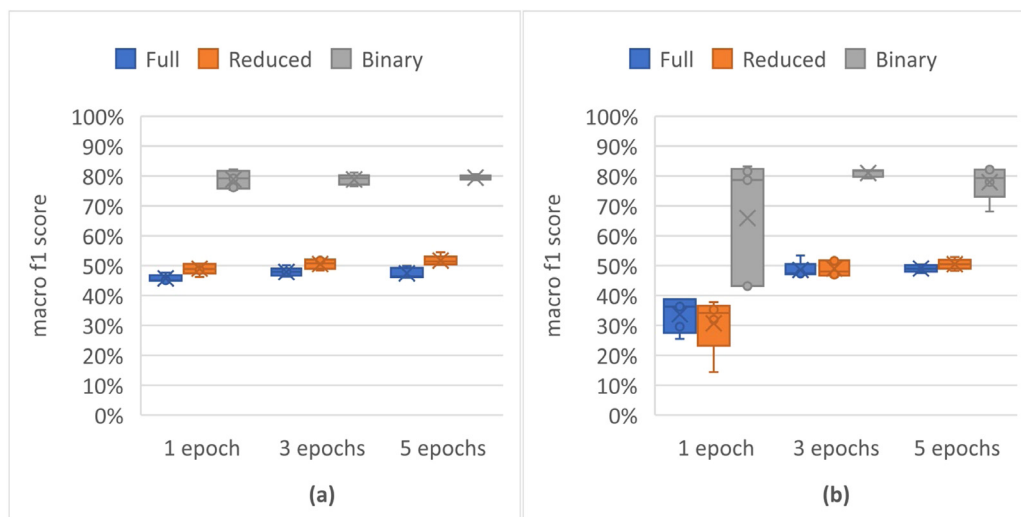 Full Reduced Binary
macro f1 score
100%
90%
80%
70%
60%
50%
40%
30%
20%
10%
0%
1 epoch 3 epochs 5 epochs
(a)
Full Reduced Binary
macro f1 score
100%
90%
80%
70%
60%
50%
40%
30%
20%
10%
0%
1 epoch 3 epochs 5 epochs
(b)